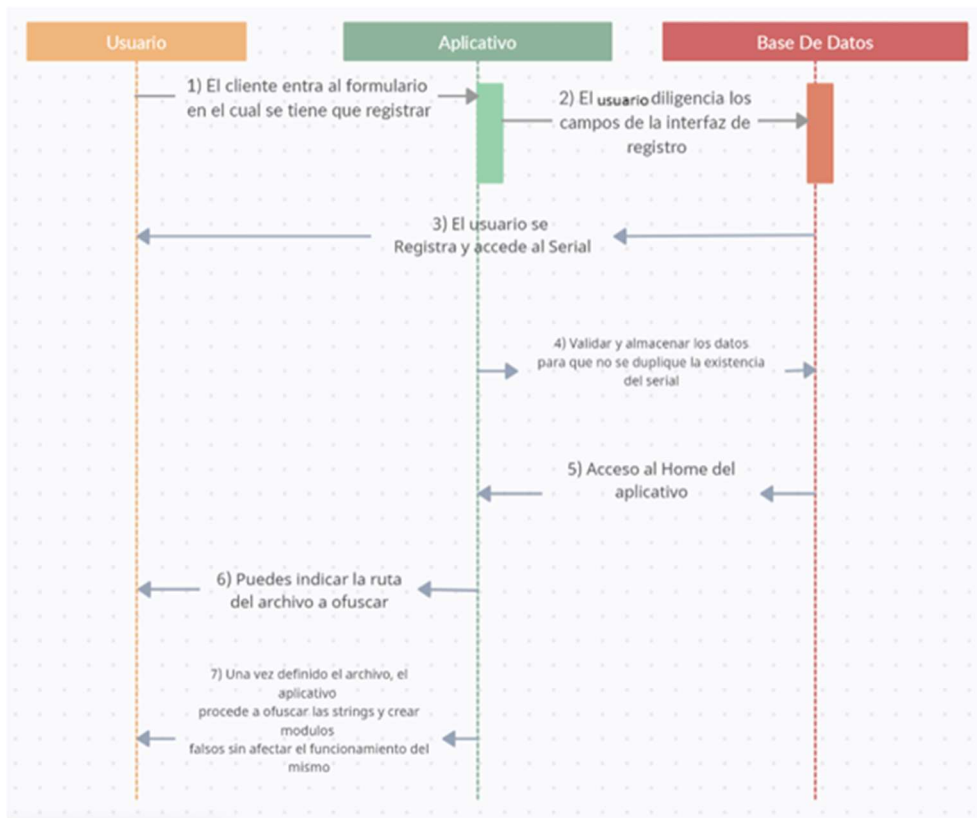 Usuario
Aplicativo
Base De Datos
1) El cliente entra al formulario
en el cual se tiene que registrar
2) El usuario diligencia los
campos de la interfaz de
registro
3) El usuario se
Registra y accede al Serial
4) Validar y almacenar los datos
para que no se duplique la existencia
del serial
5) Acceso al Home del
aplicativo
6) Puedes indicar la ruta
del archivo a ofuscar
7) Una vez definido el archivo, el
aplicativo
procede a ofuscar las strings y crear
modulos
falsos sin afectar el funcionamiento del
mismo